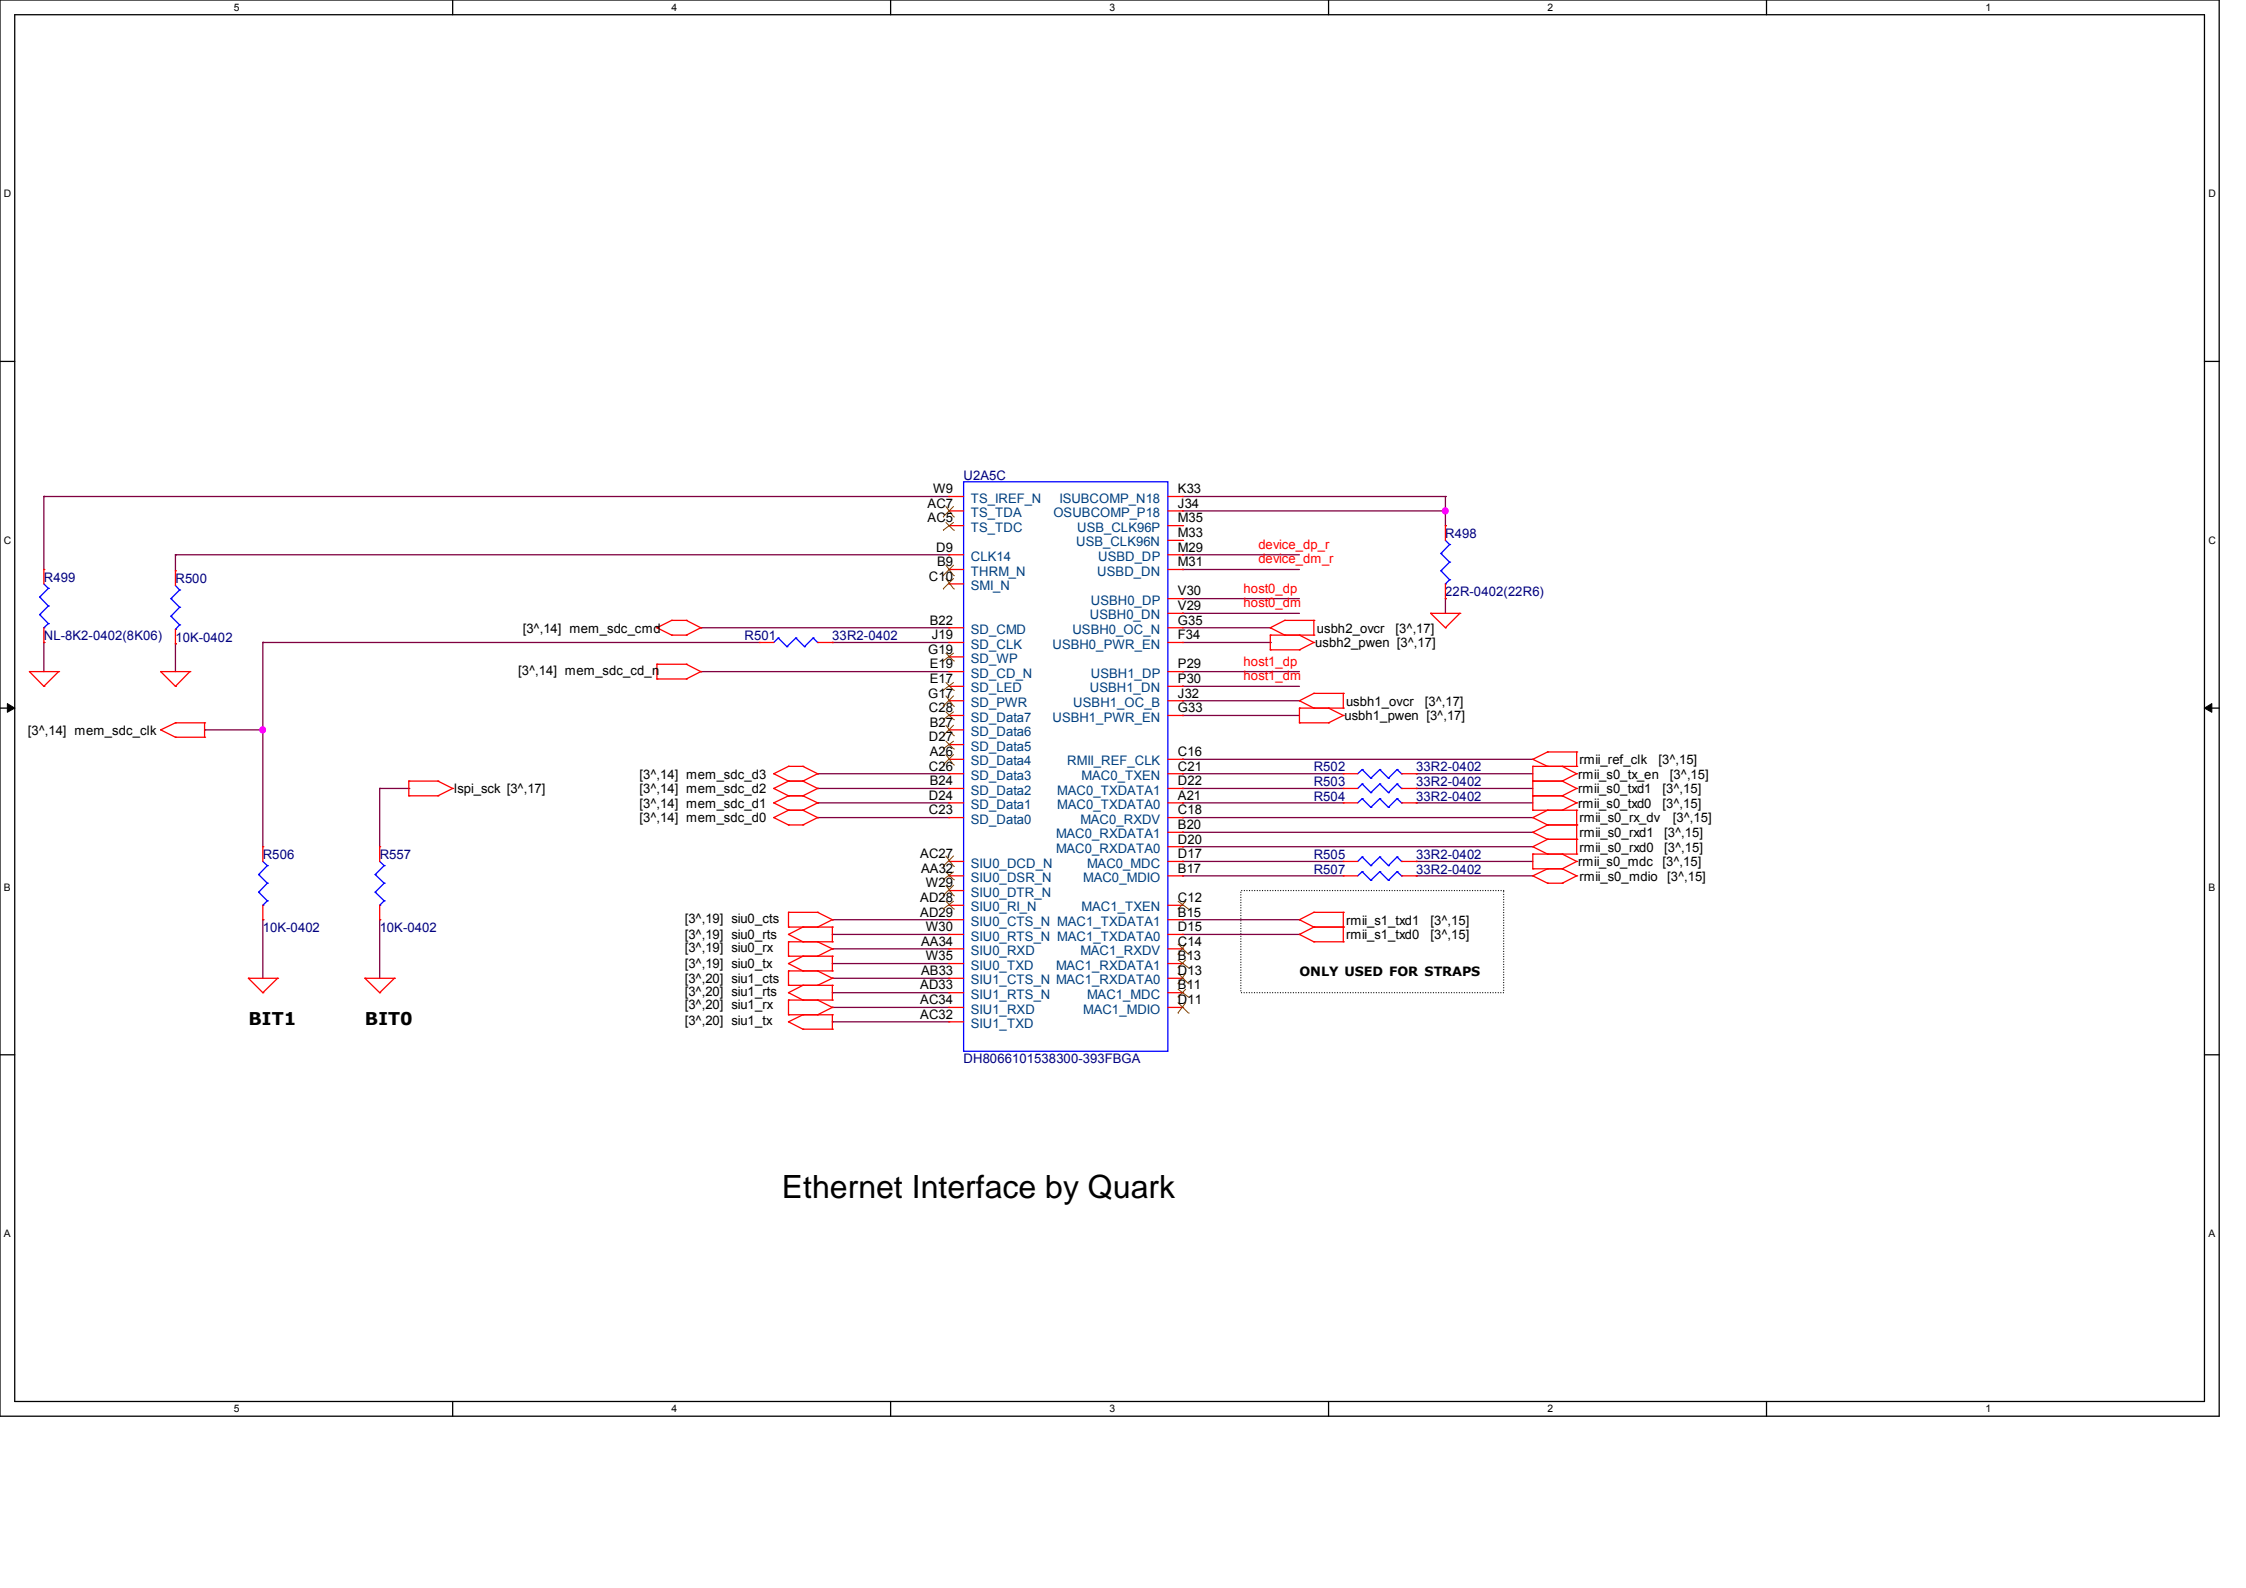 5 4 3 2 1
D D
C C
B B
A A
U2A5C
W9 TS_IREF_N
AC7 TS_TDA
AC5 TS_TDC
D9 CLK14
B9 THRM_N
C10 SMI_N
B22 SD_CMD
J19 SD_CLK
G19 SD_WP
E19 SD_CD_N
E17 SD_LED
G17 SD_PWR
C28 SD_Data7
B27 SD_Data6
D27 SD_Data5
A26 SD_Data4
C26 SD_Data3
B24 SD_Data2
D24 SD_Data1
C23 SD_Data0
AC27 SIU0_DCD_N
AA32 SIU0_DSR_N
W29 SIU0_DTR_N
AD28 SIU0_RI_N
AD29 SIU0_CTS_N
W30 SIU0_RTS_N
AA34 SIU0_RXD
W35 SIU0_TXD
AB33 SIU1_CTS_N
AD33 SIU1_RTS_N
AC34 SIU1_RXD
AC32 SIU1_TXD
ISUBCOMP_N18 K33
OSUBCOMP_P18 J34
USB_CLK96P M35
USB_CLK96N M33
USBD_DP M29 device_dp_r
USBD_DN M31 device_dm_r
USBH0_DP V30 host0_dp
USBH0_DN V29 host0_dm
USBH0_OC_N G35 usbh2_ovcr [3^,17]
USBH0_PWR_EN F34 usbh2_pwen [3^,17]
USBH1_DP P29 host1_dp
USBH1_DN P30 host1_dm
USBH1_OC_B J32 usbh1_ovcr [3^,17]
USBH1_PWR_EN G33 usbh1_pwen [3^,17]
RMII_REF_CLK C16 rmii_ref_clk [3^,15]
MAC0_TXEN C21 R502 33R2-0402 rmii_s0_tx_en [3^,15]
MAC0_TXDATA1 D22 R503 33R2-0402 rmii_s0_txd1 [3^,15]
MAC0_TXDATA0 A21 R504 33R2-0402 rmii_s0_txd0 [3^,15]
MAC0_RXDV C18 rmii_s0_rx_dv [3^,15]
MAC0_RXDATA1 B20 rmii_s0_rxd1 [3^,15]
MAC0_RXDATA0 D20 rmii_s0_rxd0 [3^,15]
MAC0_MDC D17 R505 33R2-0402 rmii_s0_mdc [3^,15]
MAC0_MDIO B17 R507 33R2-0402 rmii_s0_mdio [3^,15]
MAC1_TXEN C12
MAC1_TXDATA1 B15 rmii_s1_txd1 [3^,15]
MAC1_TXDATA0 D15 rmii_s1_txd0 [3^,15]
MAC1_RXDV C14
MAC1_RXDATA1 B13
MAC1_RXDATA0 D13
MAC1_MDC B11
MAC1_MDIO D11
ONLY USED FOR STRAPS
DH8066101538300-393FBGA
R498
22R-0402(22R6)
R499
NL-8K2-0402(8K06)
R500
10K-0402
[3^,14] mem_sdc_cmd
R501 33R2-0402
[3^,14] mem_sdc_cd_n
[3^,14] mem_sdc_clk
lspi_sck [3^,17]
[3^,14] mem_sdc_d3
[3^,14] mem_sdc_d2
[3^,14] mem_sdc_d1
[3^,14] mem_sdc_d0
R506
10K-0402
R557
10K-0402
[3^,19] siu0_cts
[3^,19] siu0_rts
[3^,19] siu0_rx
[3^,19] siu0_tx
[3^,20] siu1_cts
[3^,20] siu1_rts
[3^,20] siu1_rx
[3^,20] siu1_tx
BIT1 BIT0
Ethernet Interface by Quark
5 4 3 2 1